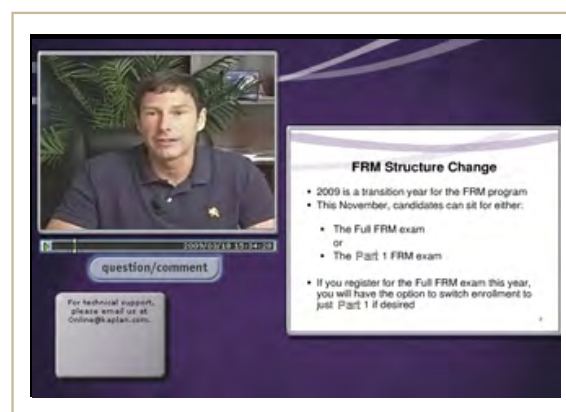 2009/03/18 15:34:28
question/comment
For technical support,
please email us at
Online@kaplan.com.
FRM Structure Change
• 2009 is a transition year for the FRM program
• This November, candidates can sit for either:
▪ The Full FRM exam
or
▪ The Part 1 FRM exam
• If you register for the Full FRM exam this year,
you will have the option to switch enrollment to
just Part 1 if desired